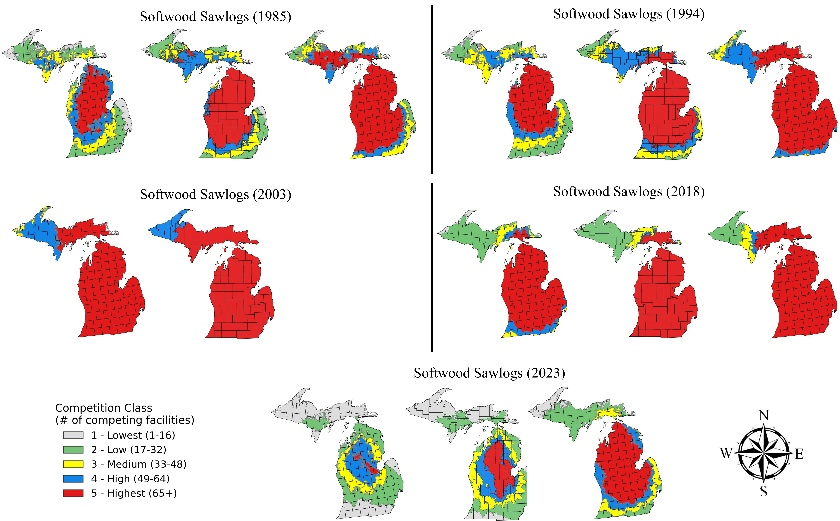 Softwood Sawlogs (1985)
Softwood Sawlogs (1994)
Softwood Sawlogs (2003)
Softwood Sawlogs (2018)
Softwood Sawlogs (2023)
Competition Class
(# of competing facilities)
1 - Lowest (1-16)
2 - Low (17-32)
3 - Medium (33-48)
4 - High (49-64)
5 - Highest (65+)
N
W
E
S